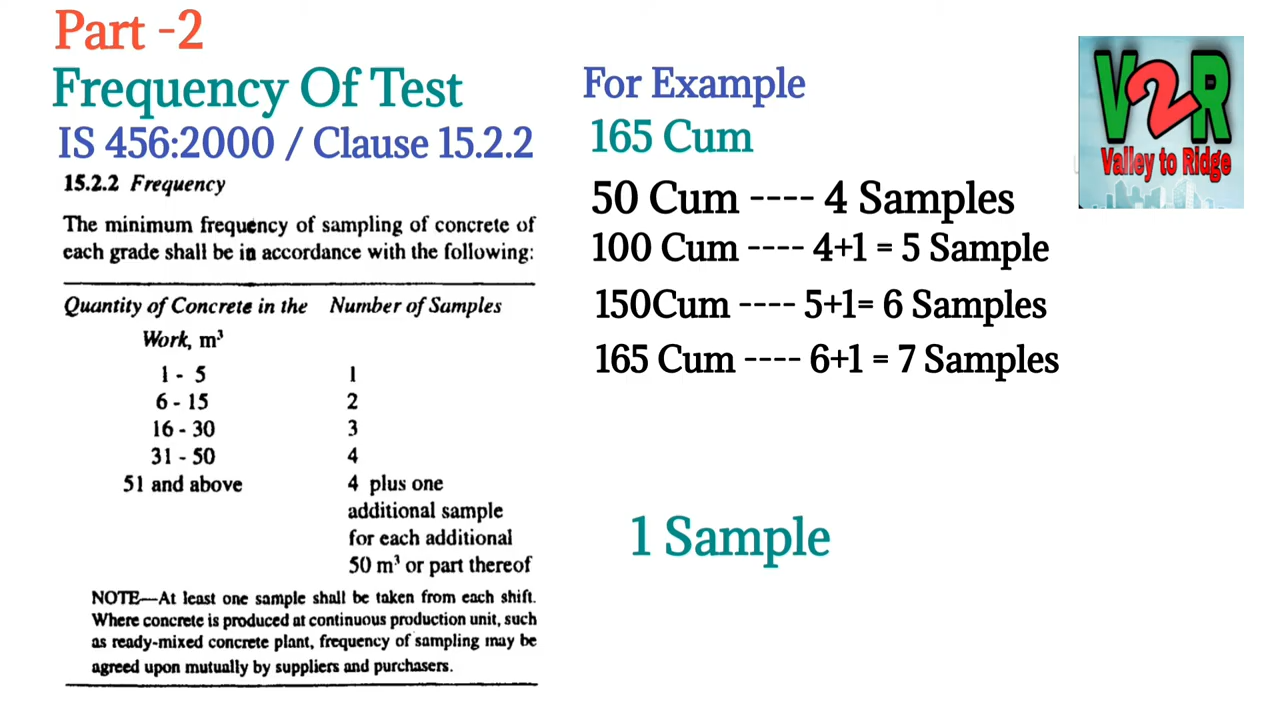 Part -2
Frequency Of Test
IS 456:2000 / Clause 15.2.2
15.2.2 Frequency
The minimum frequency of sampling of concrete of
each grade shall be in accordance with the following:
Quantity of Concrete in the Number of Samples
Work, m³
1 - 5 1
6 - 15 2
16 - 30 3
31 - 50 4
51 and above 4 plus one
additional sample
for each additional
50 m³ or part thereof
NOTE—At least one sample shall be taken from each shift.
Where concrete is produced at continuous production unit, such
as ready-mixed concrete plant, frequency of sampling may be
agreed upon mutually by suppliers and purchasers.
For Example
165 Cum
50 Cum ---- 4 Samples
100 Cum ---- 4+1 = 5 Sample
150Cum ---- 5+1= 6 Samples
165 Cum ---- 6+1 = 7 Samples
1 Sample
V2R
Valley to Ridge